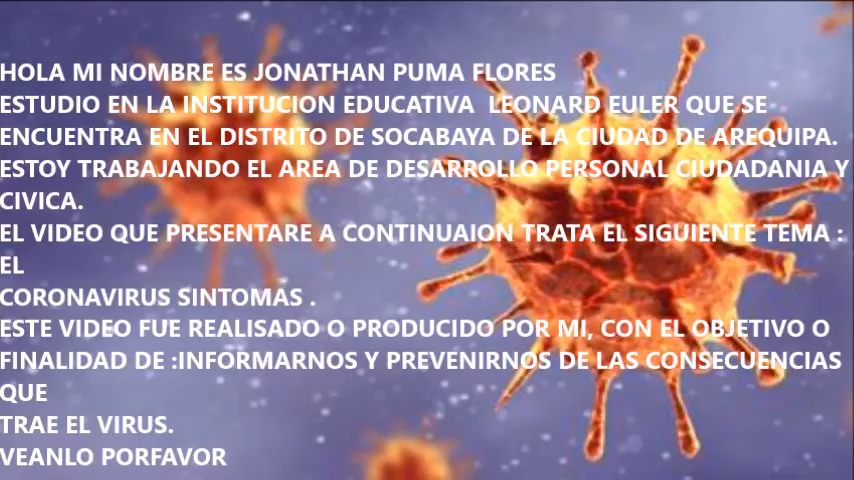 HOLA MI NOMBRE ES JONATHAN PUMA FLORES
ESTUDIO EN LA INSTITUCION EDUCATIVA  LEONARD EULER QUE SE
ENCUENTRA EN EL DISTRITO DE SOCABAYA DE LA CIUDAD DE AREQUIPA.
ESTOY TRABAJANDO EL AREA DE DESARROLLO PERSONAL CIUDADANIA Y
CIVICA.
EL VIDEO QUE PRESENTARE A CONTINUAION TRATA EL SIGUIENTE TEMA :
EL
CORONAVIRUS SINTOMAS .
ESTE VIDEO FUE REALISADO O PRODUCIDO POR MI, CON EL OBJETIVO O
FINALIDAD DE :INFORMARNOS Y PREVENIRNOS DE LAS CONSECUENCIAS
QUE
TRAE EL VIRUS.
VEANLO PORFAVOR